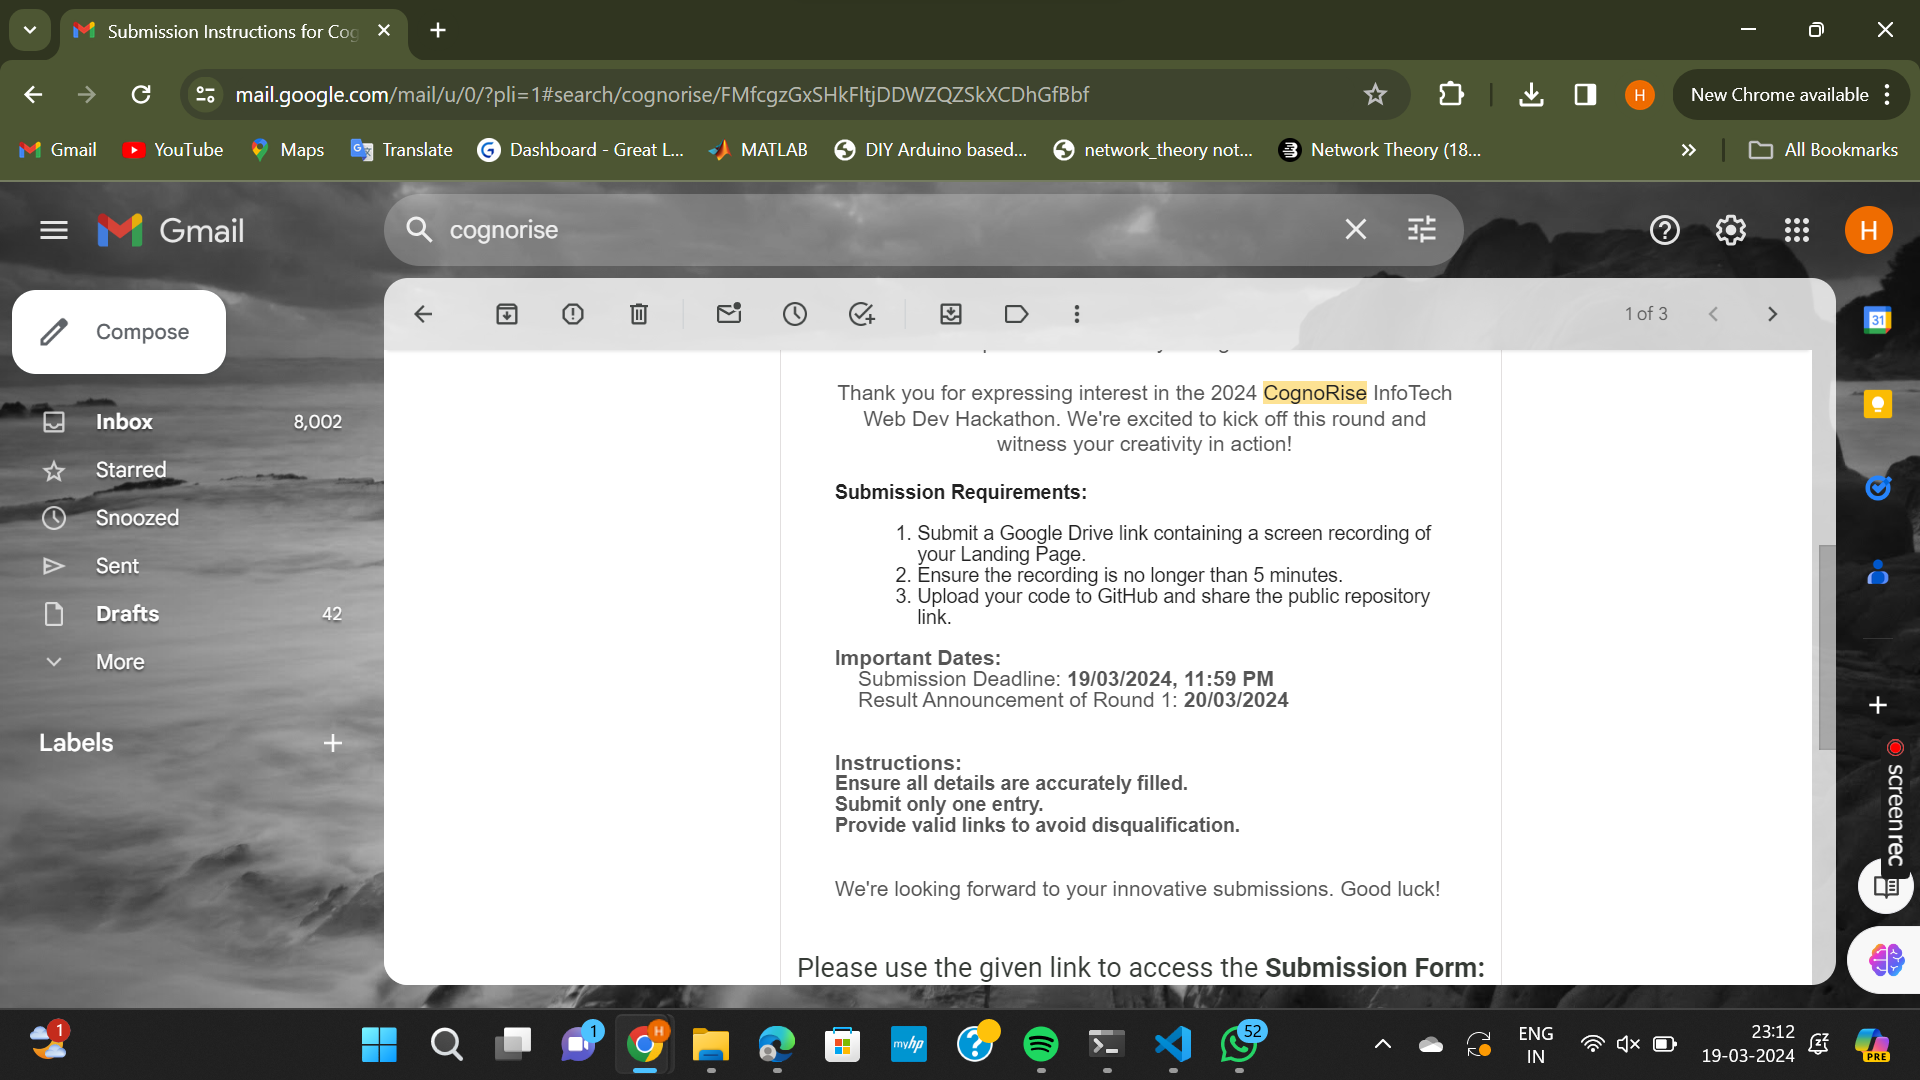 Submission Instructions for Cog
mail.google.com/mail/u/0/?pli=1#search/cognorise/FMfcgzGxSHkFltjDDWZQZSkXCDhGfBbf
H
New Chrome available
Gmail
YouTube
Maps
Translate
Dashboard - Great L...
MATLAB
DIY Arduino based...
network_theory not...
Network Theory (18...
All Bookmarks
Gmail
cognorise
H
Compose
1 of 3
31
Inbox 8,002
Starred
Snoozed
Sent
Drafts 42
More
Labels
Thank you for expressing interest in the 2024 CognoRise InfoTech
Web Dev Hackathon. We're excited to kick off this round and
witness your creativity in action!
Submission Requirements:
1. Submit a Google Drive link containing a screen recording of
your Landing Page.
2. Ensure the recording is no longer than 5 minutes.
3. Upload your code to GitHub and share the public repository
link.
Important Dates:
Submission Deadline: 19/03/2024, 11:59 PM
Result Announcement of Round 1: 20/03/2024
Instructions:
Ensure all details are accurately filled.
Submit only one entry.
Provide valid links to avoid disqualification.
We're looking forward to your innovative submissions. Good luck!
Please use the given link to access the Submission Form:
screenrec
1
1
H
myhp
52
ENG
IN
23:12
19-03-2024
PRE